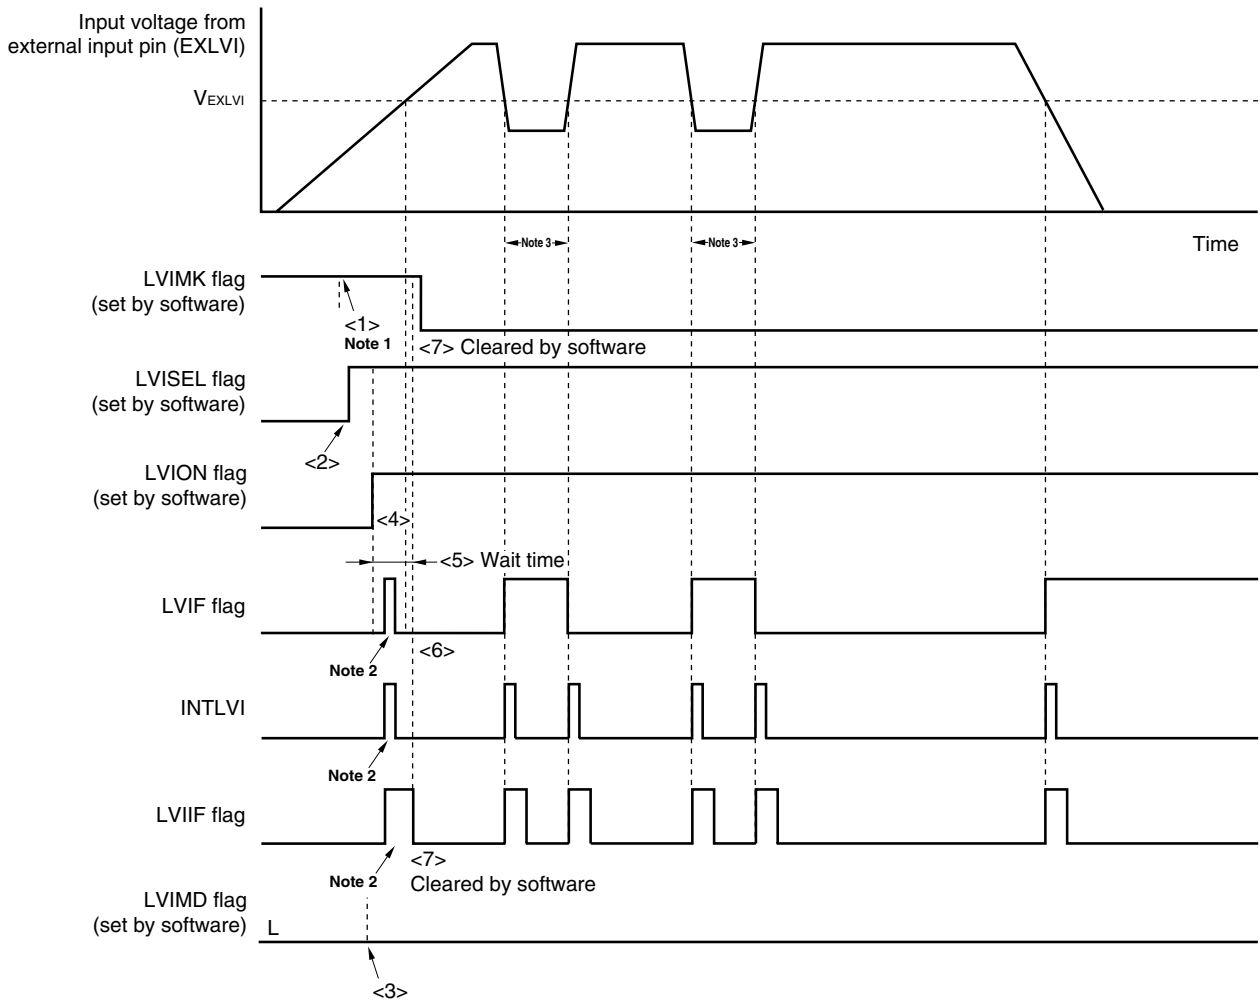 Input voltage from
external input pin (EXLVI)
VEXLVI
Note 3
Note 3
Time
LVIMK flag
(set by software)
<1>
Note 1
<7> Cleared by software
LVISEL flag
(set by software)
<2>
LVION flag
(set by software)
<4>
<5> Wait time
LVIF flag
Note 2
<6>
INTLVI
Note 2
LVIIF flag
Note 2
<7>
Cleared by software
LVIMD flag
(set by software)
L
<3>